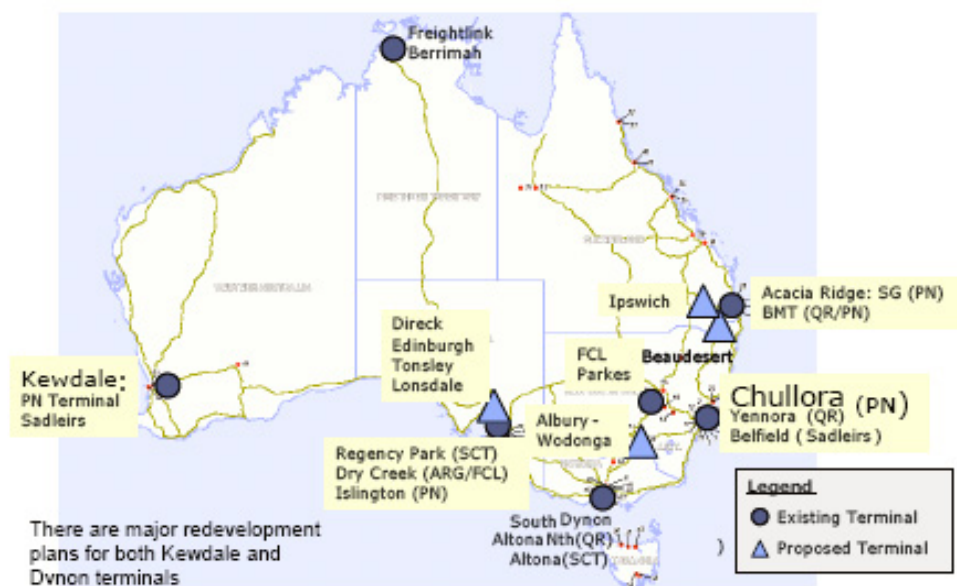 Freightlink
Berrimah
Ipswich
Acacia Ridge: SG (PN)
BMT (QR/PN)
Direck
Edinburgh
Tonsley
Lonsdale
FCL
Parkes
Beaudesert
Kewdale:
PN Terminal
Sadleirs
Chullora (PN)
Yennora (QR)
Belfield (Sadleirs)
Albury -
Wodonga
Regency Park (SCT)
Dry Creek (ARG/FCL)
Islington (PN)
South Dynon
Altona Nth(QR)
Altona(SCT)
There are major redevelopment
plans for both Kewdale and
Dynon terminals
)
Legend
Existing Terminal
Proposed Terminal